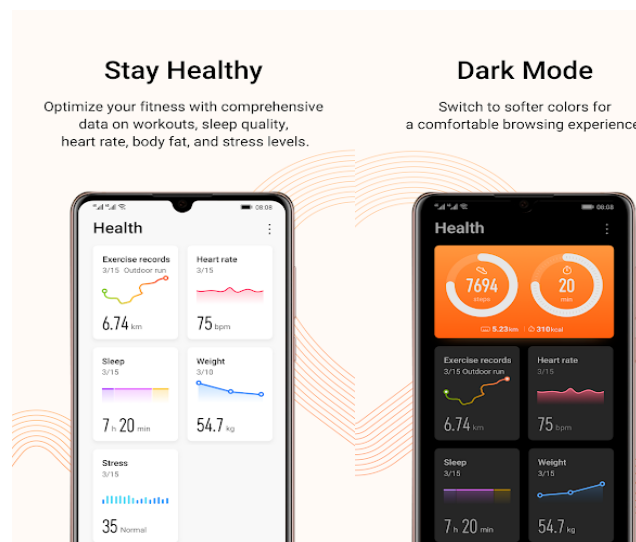 Stay Healthy
Optimize your fitness with comprehensive
data on workouts, sleep quality,
heart rate, body fat, and stress levels.
08:08
Health
Exercise records
3/15 Outdoor run
6.74 km
Heart rate
3/15
75 bpm
Sleep
3/15
7 h 20 min
Weight
3/10
54.7 kg
Stress
3/15
35 Normal
Dark Mode
Switch to softer colors for
a comfortable browsing experience
08:08
Health
7694
steps
20
min
5.23 km 310 kcal
Exercise records
3/15 Outdoor run
6.74 km
Heart rate
3/15
75 bpm
Sleep
3/15
7 h 20 min
Weight
3/15
54.7 kg